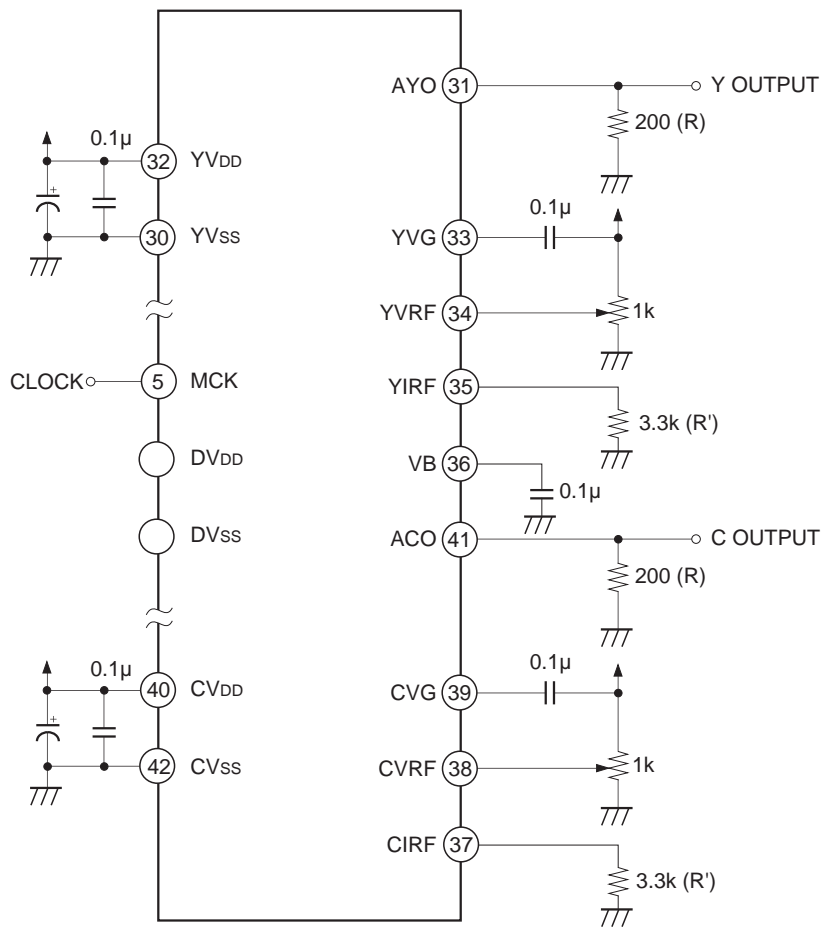 AYO 31 Y OUTPUT
200 (R)
0.1μ
+
32 YVDD
30 YVSS
0.1μ
YVG 33
YVRF 34 1k
CLOCK 5 MCK
YIRF 35
3.3k (R')
DVDD
VB 36
0.1μ
DVSS
ACO 41 C OUTPUT
200 (R)
0.1μ
+
40 CVDD
0.1μ
CVG 39
42 CVSS
CVRF 38 1k
CIRF 37
3.3k (R')